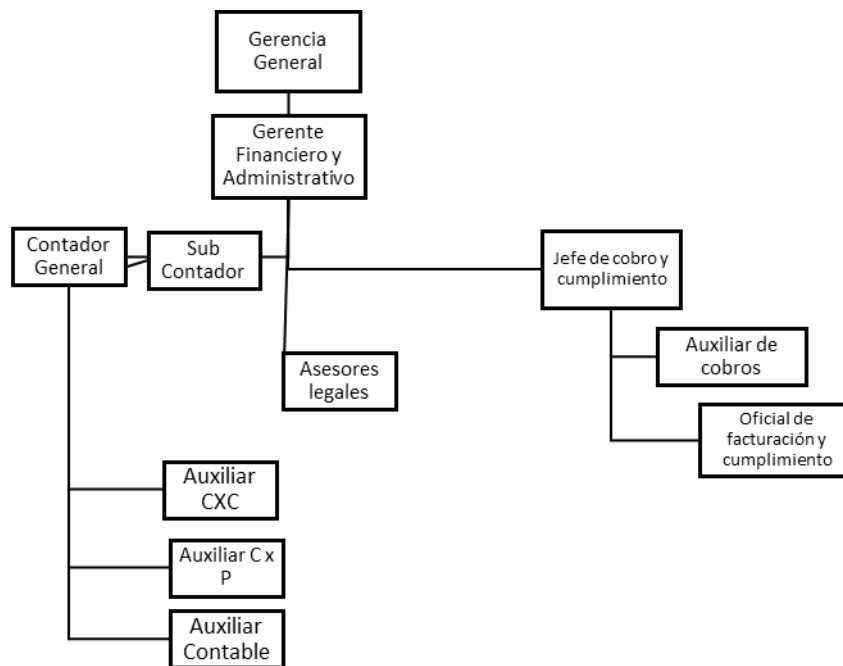 Gerencia
General
Gerente
Financiero y
Administrativo
Contador
General
Sub
Contador
Jefe de cobro y
cumplimiento
Asesores
legales
Auxiliar de
cobros
Oficial de
facturación y
cumplimiento
Auxiliar
CXC
Auxiliar C x
P
Auxiliar
Contable